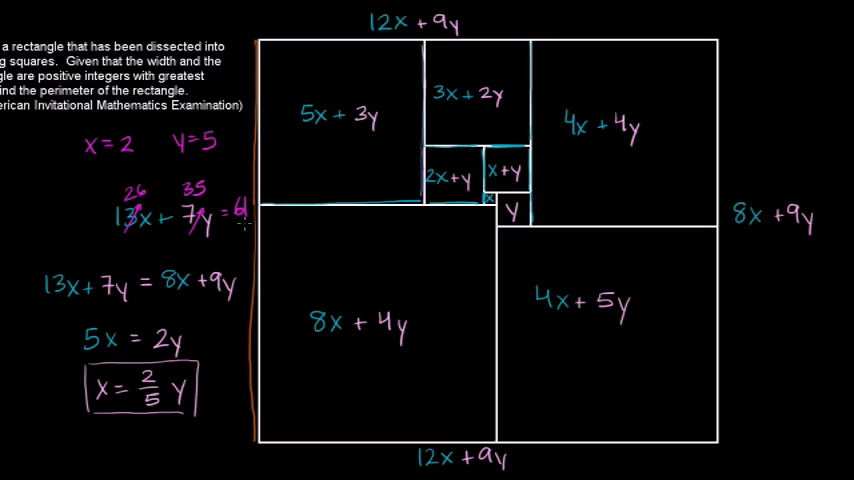 12x + 9y
a rectangle that has been dissected into
g squares. Given that the width and the
gle are positive integers with greatest
ind the perimeter of the rectangle.
erican Invitational Mathematics Examination)
5x + 3y
3x + 2y
4x + 4y
x = 2 y = 5
2x + y
x + y
x
y
26 35
13x + 7y = 61
8x + 9y
13x + 7y = 8x + 9y
8x + 4y
4x + 5y
5x = 2y
x = 2/5 y
12x + 9y